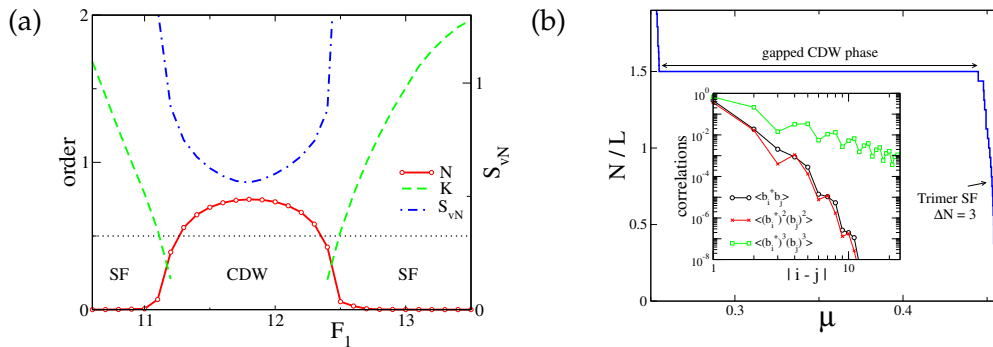 (a)
2
1
0
order
1
0
S_vN
N
K
S_vN
SF
CDW
SF
11
12
13
F_1
(b)
1.5
1
0.5
0
N / L
gapped CDW phase
10^0
10^-2
10^-4
10^-6
10^-8
correlations
<b_i^+b_j>
<(b_i^+)^2(b_j)^2>
<(b_i^+)^3(b_j)^3>
1
10
| i - j |
Trimer SF
ΔN = 3
0.3
0.4
μ